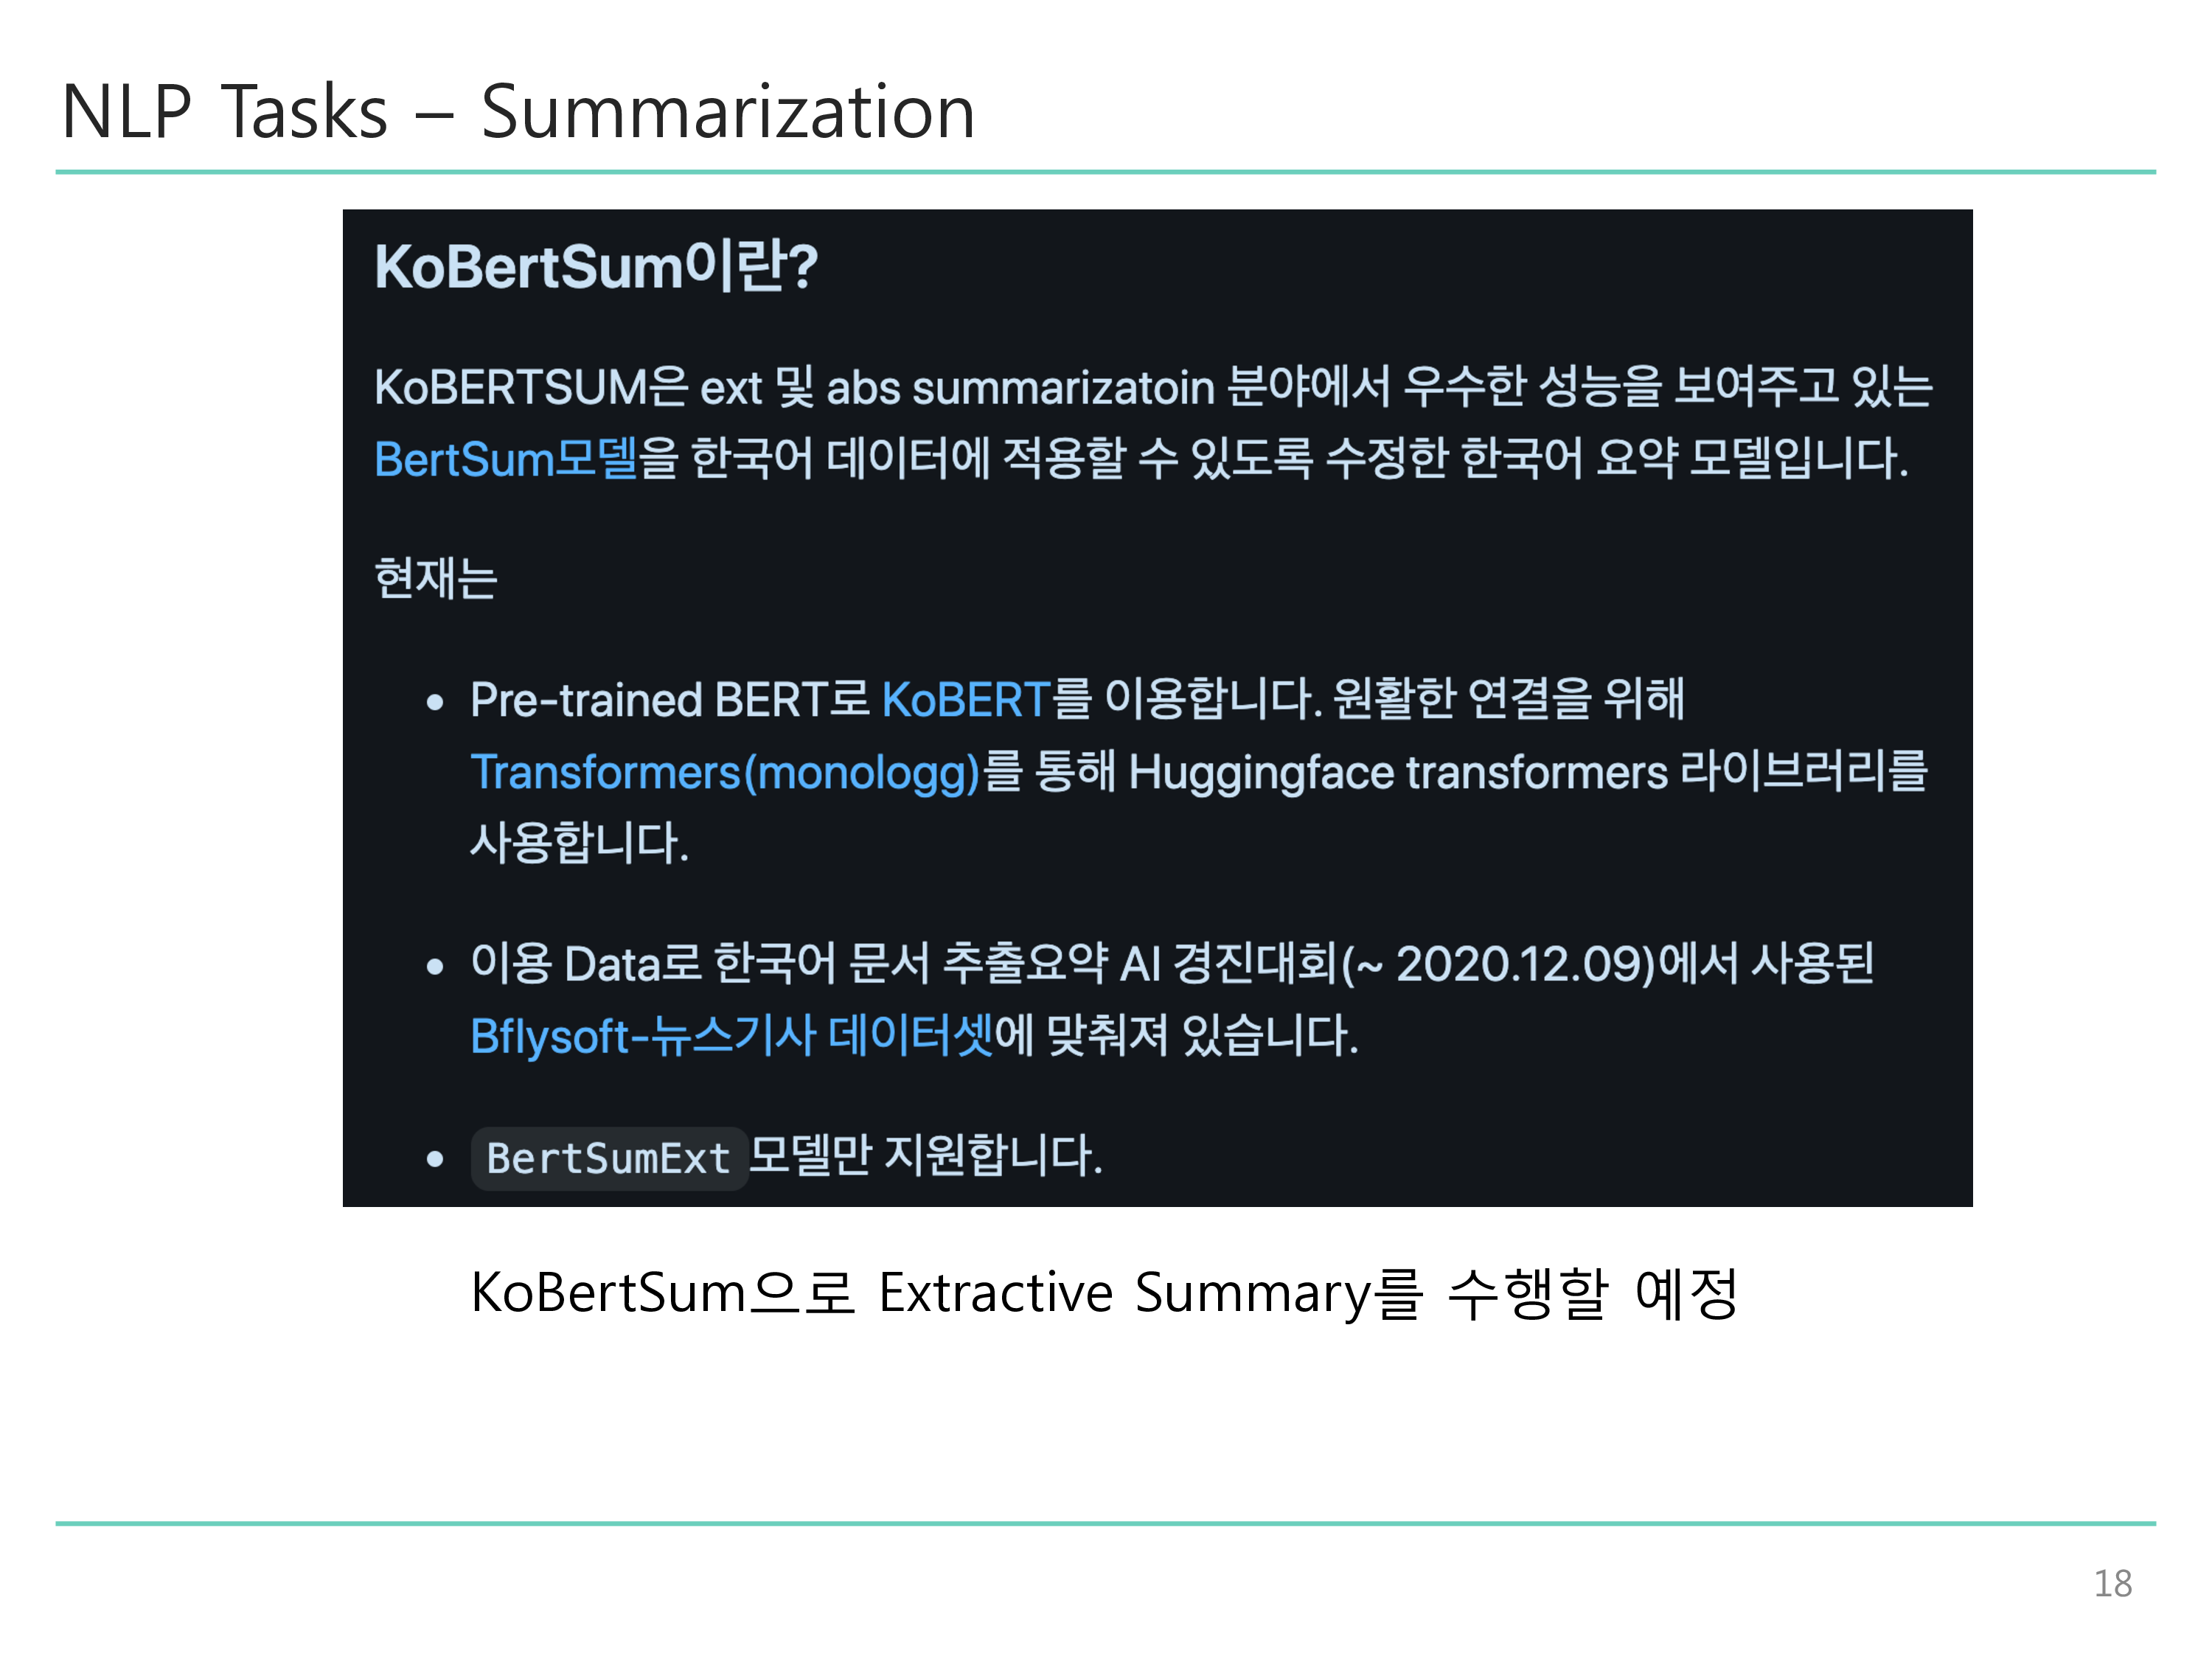 NLP Tasks – Summarization
KoBertSum이란?
KoBERTSUM은 ext 및 abs summarizatoin 분야에서 우수한 성능을 보여주고 있는
BertSum모델을 한국어 데이터에 적용할 수 있도록 수정한 한국어 요약 모델입니다.
현재는
• Pre-trained BERT로 KoBERT를 이용합니다. 원활한 연결을 위해
Transformers(monologg)를 통해 Huggingface transformers 라이브러리를
사용합니다.
• 이용 Data로 한국어 문서 추출요약 AI 경진대회(~ 2020.12.09)에서 사용된
Bflysoft-뉴스기사 데이터셋에 맞춰져 있습니다.
• BertSumExt 모델만 지원합니다.
KoBertSum으로 Extractive Summary를 수행할 예정
18